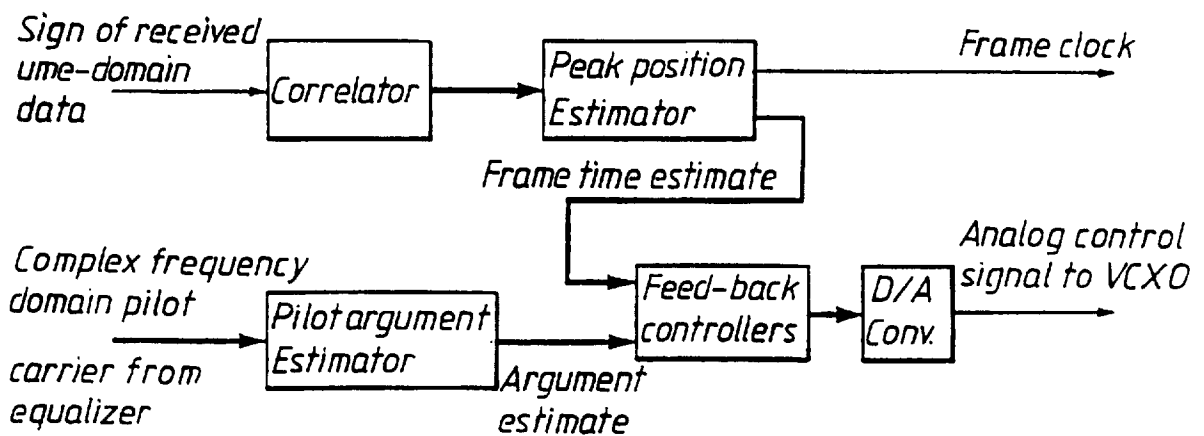 Sign of received
ume-domain
data
Correlator
Peak position
Estimator
Frame clock
Frame time estimate
Complex frequency
domain pilot
carrier from
equalizer
Pilot argument
Estimator
Argument
estimate
Feed-back
controllers
D/A
Conv.
Analog control
signal to VCXO